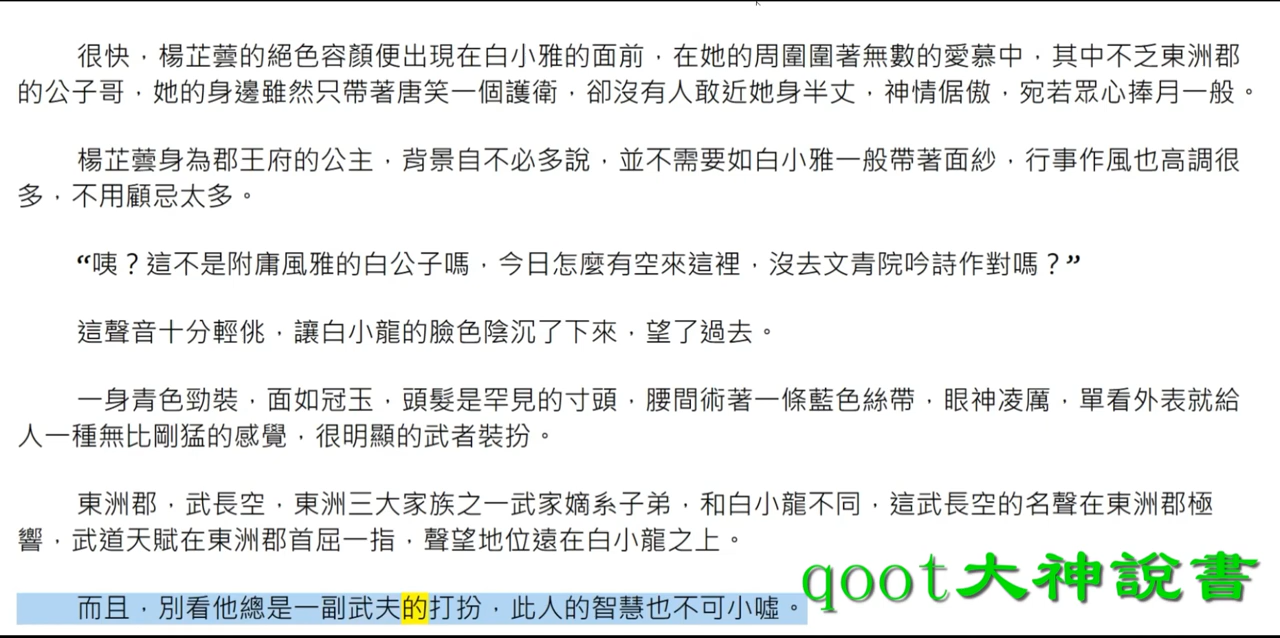 很快，楊芷蕓的絕色容顏便出現在白小雅的面前，在她的周圍圍著無數的愛慕中，其中不乏東洲郡
的公子哥，她的身邊雖然只帶著唐笑一個護衛，卻沒有人敢近她身半丈，神情倨傲，宛若眾心捧月一般。
楊芷蕓身為郡王府的公主，背景自不必多說，並不需要如白小雅一般帶著面紗，行事作風也高調很
多，不用顧忌太多。
“咦？這不是附庸風雅的白公子嗎，今日怎麼有空來這裡，沒去文青院吟詩作對嗎？”
這聲音十分輕佻，讓白小龍的臉色陰沉了下來，望了過去。
一身青色勁裝，面如冠玉，頭髮是罕見的寸頭，腰間術著一條藍色絲帶，眼神凌厲，單看外表就給
人一種無比剛猛的感覺，很明顯的武者裝扮。
東洲郡，武長空，東洲三大家族之一武家嫡系子弟，和白小龍不同，這武長空的名聲在東洲郡極
響，武道天賦在東洲郡首屈一指，聲望地位遠在白小龍之上。
而且，別看他總是一副武夫的打扮，此人的智慧也不可小噓。
qoot大神說書